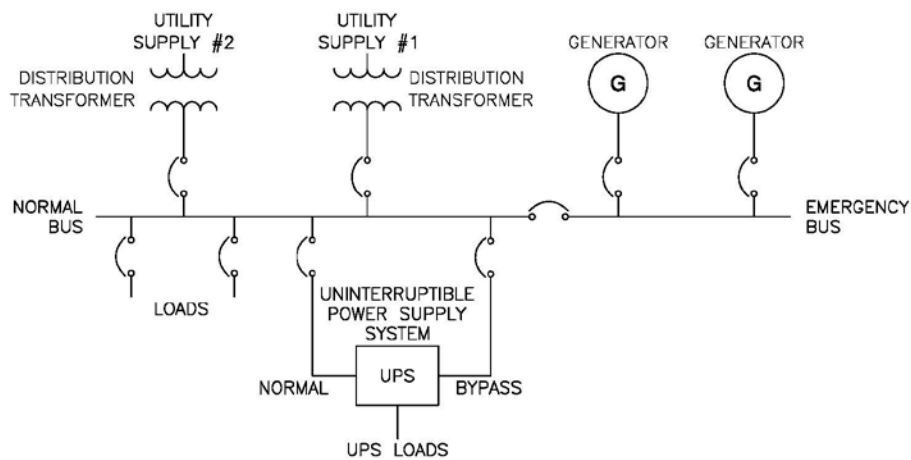 UTILITY
SUPPLY #2
UTILITY
SUPPLY #1
GENERATOR
GENERATOR
DISTRIBUTION
TRANSFORMER
DISTRIBUTION
TRANSFORMER
G
G
NORMAL
BUS
EMERGENCY
BUS
LOADS
UNINTERRUPTIBLE
POWER SUPPLY
SYSTEM
NORMAL
UPS
BYPASS
UPS LOADS